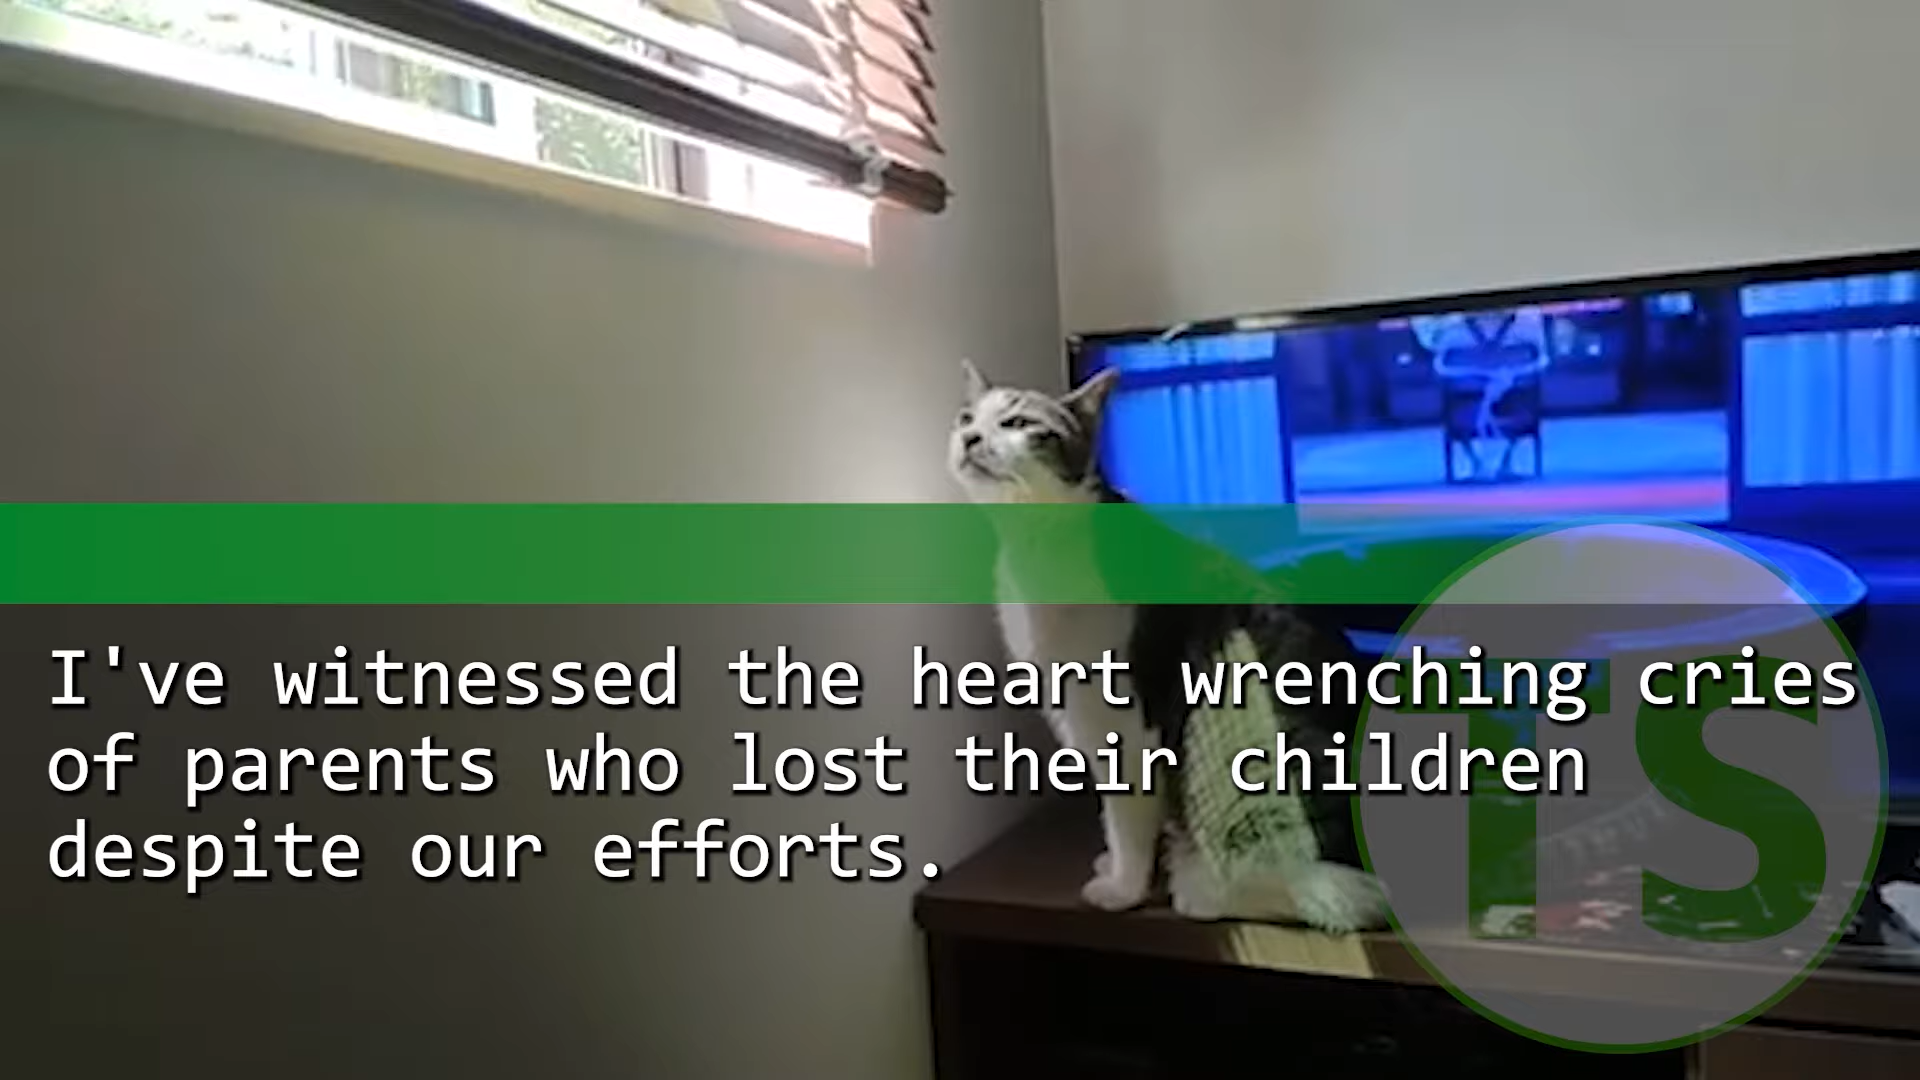 I've witnessed the heart wrenching cries
of parents who lost their children
despite our efforts.
TS